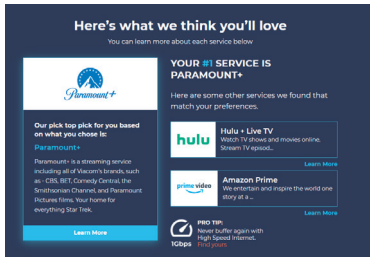 Here's what we think you'll love
You can learn more about each service below
Paramount+
Our pick top pick for you based
on what you chose is:
Paramount+
Paramount+ is a streaming service
including all of Viacom's brands, such
as - CBS, BET, Comedy Central, the
Smithsonian Channel, and Paramount
Pictures films. Your home for
everything Star Trek.
Learn More
YOUR #1 SERVICE IS
PARAMOUNT+
Here are some other services we found that
match your preferences.
hulu
Hulu + Live TV
Watch TV shows and movies online.
Stream TV episod...
Learn More
prime video
Amazon Prime
We entertain and inspire the world one
story at a ...
Learn More
1Gbps
PRO TIP:
Never buffer again with
High Speed Internet.
Find yours